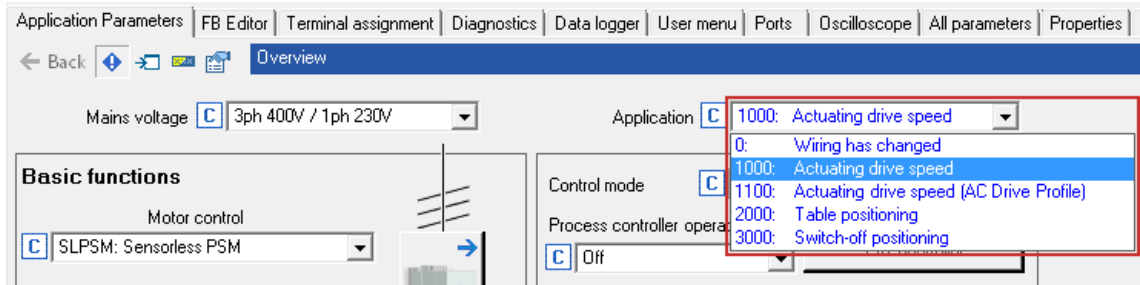 Application Parameters FB Editor Terminal assignment Diagnostics Data logger User menu Ports Oscilloscope All parameters Properties
Back Overview
Mains voltage C 3ph 400V / 1ph 230V Application C 1000: Actuating drive speed
0: Wiring has changed
1000: Actuating drive speed
1100: Actuating drive speed (AC Drive Profile)
2000: Table positioning
3000: Switch-off positioning
Basic functions
Motor control
C SLPSM: Sensorless PSM
Control mode C
Process controller opera
C Off